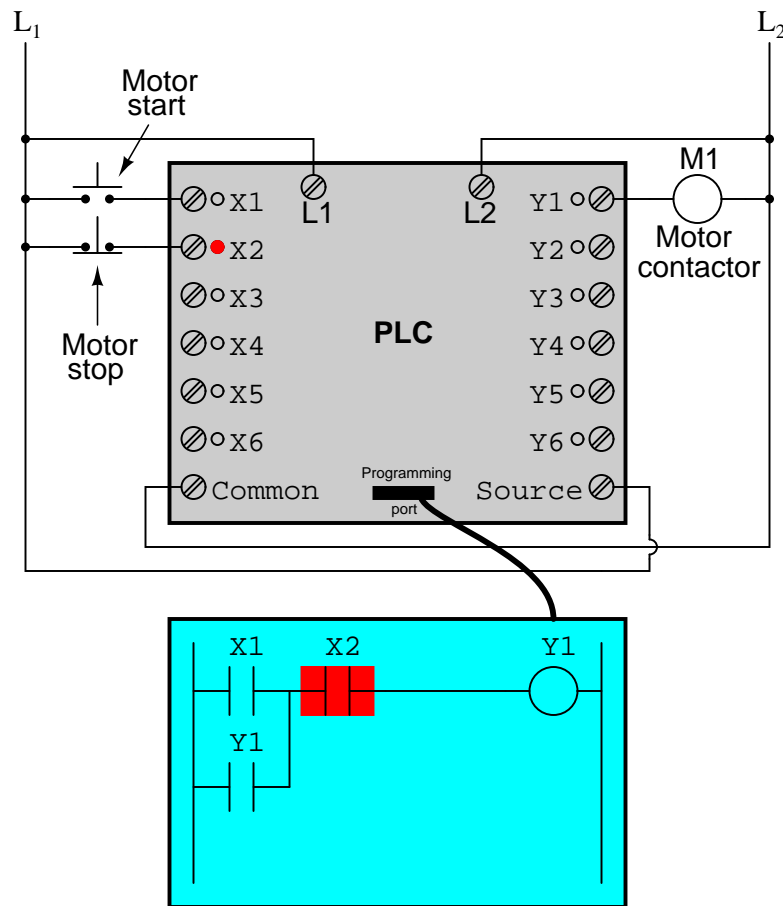 L1
L2
Motor
start
M1
X1
L1
L2
Y1
X2
Y2
Motor
contactor
X3
Y3
Motor
stop
X4
PLC
Y4
X5
Y5
X6
Y6
Common
Programming
port
Source
X1
X2
Y1
Y1